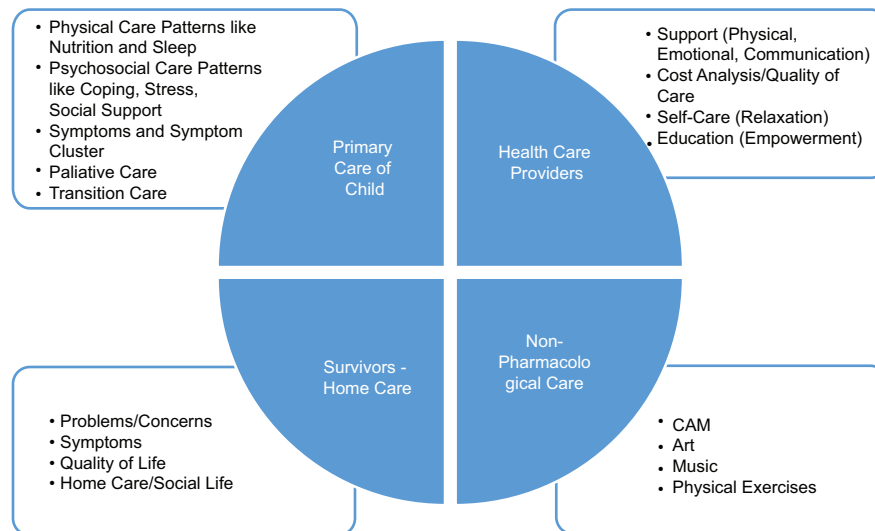 • Physical Care Patterns like
Nutrition and Sleep
• Psychosocial Care Patterns
like Coping, Stress,
Social Support
• Symptoms and Symptom
Cluster
• Paliative Care
• Transition Care
• Support (Physical,
Emotional, Communication)
• Cost Analysis/Quality of
Care
• Self-Care (Relaxation)
• Education (Empowerment)
Primary
Care of
Child
Health Care
Providers
Survivors -
Home Care
Non-
Pharmacolo
gical Care
• Problems/Concerns
• Symptoms
• Quality of Life
• Home Care/Social Life
• CAM
• Art
• Music
• Physical Exercises